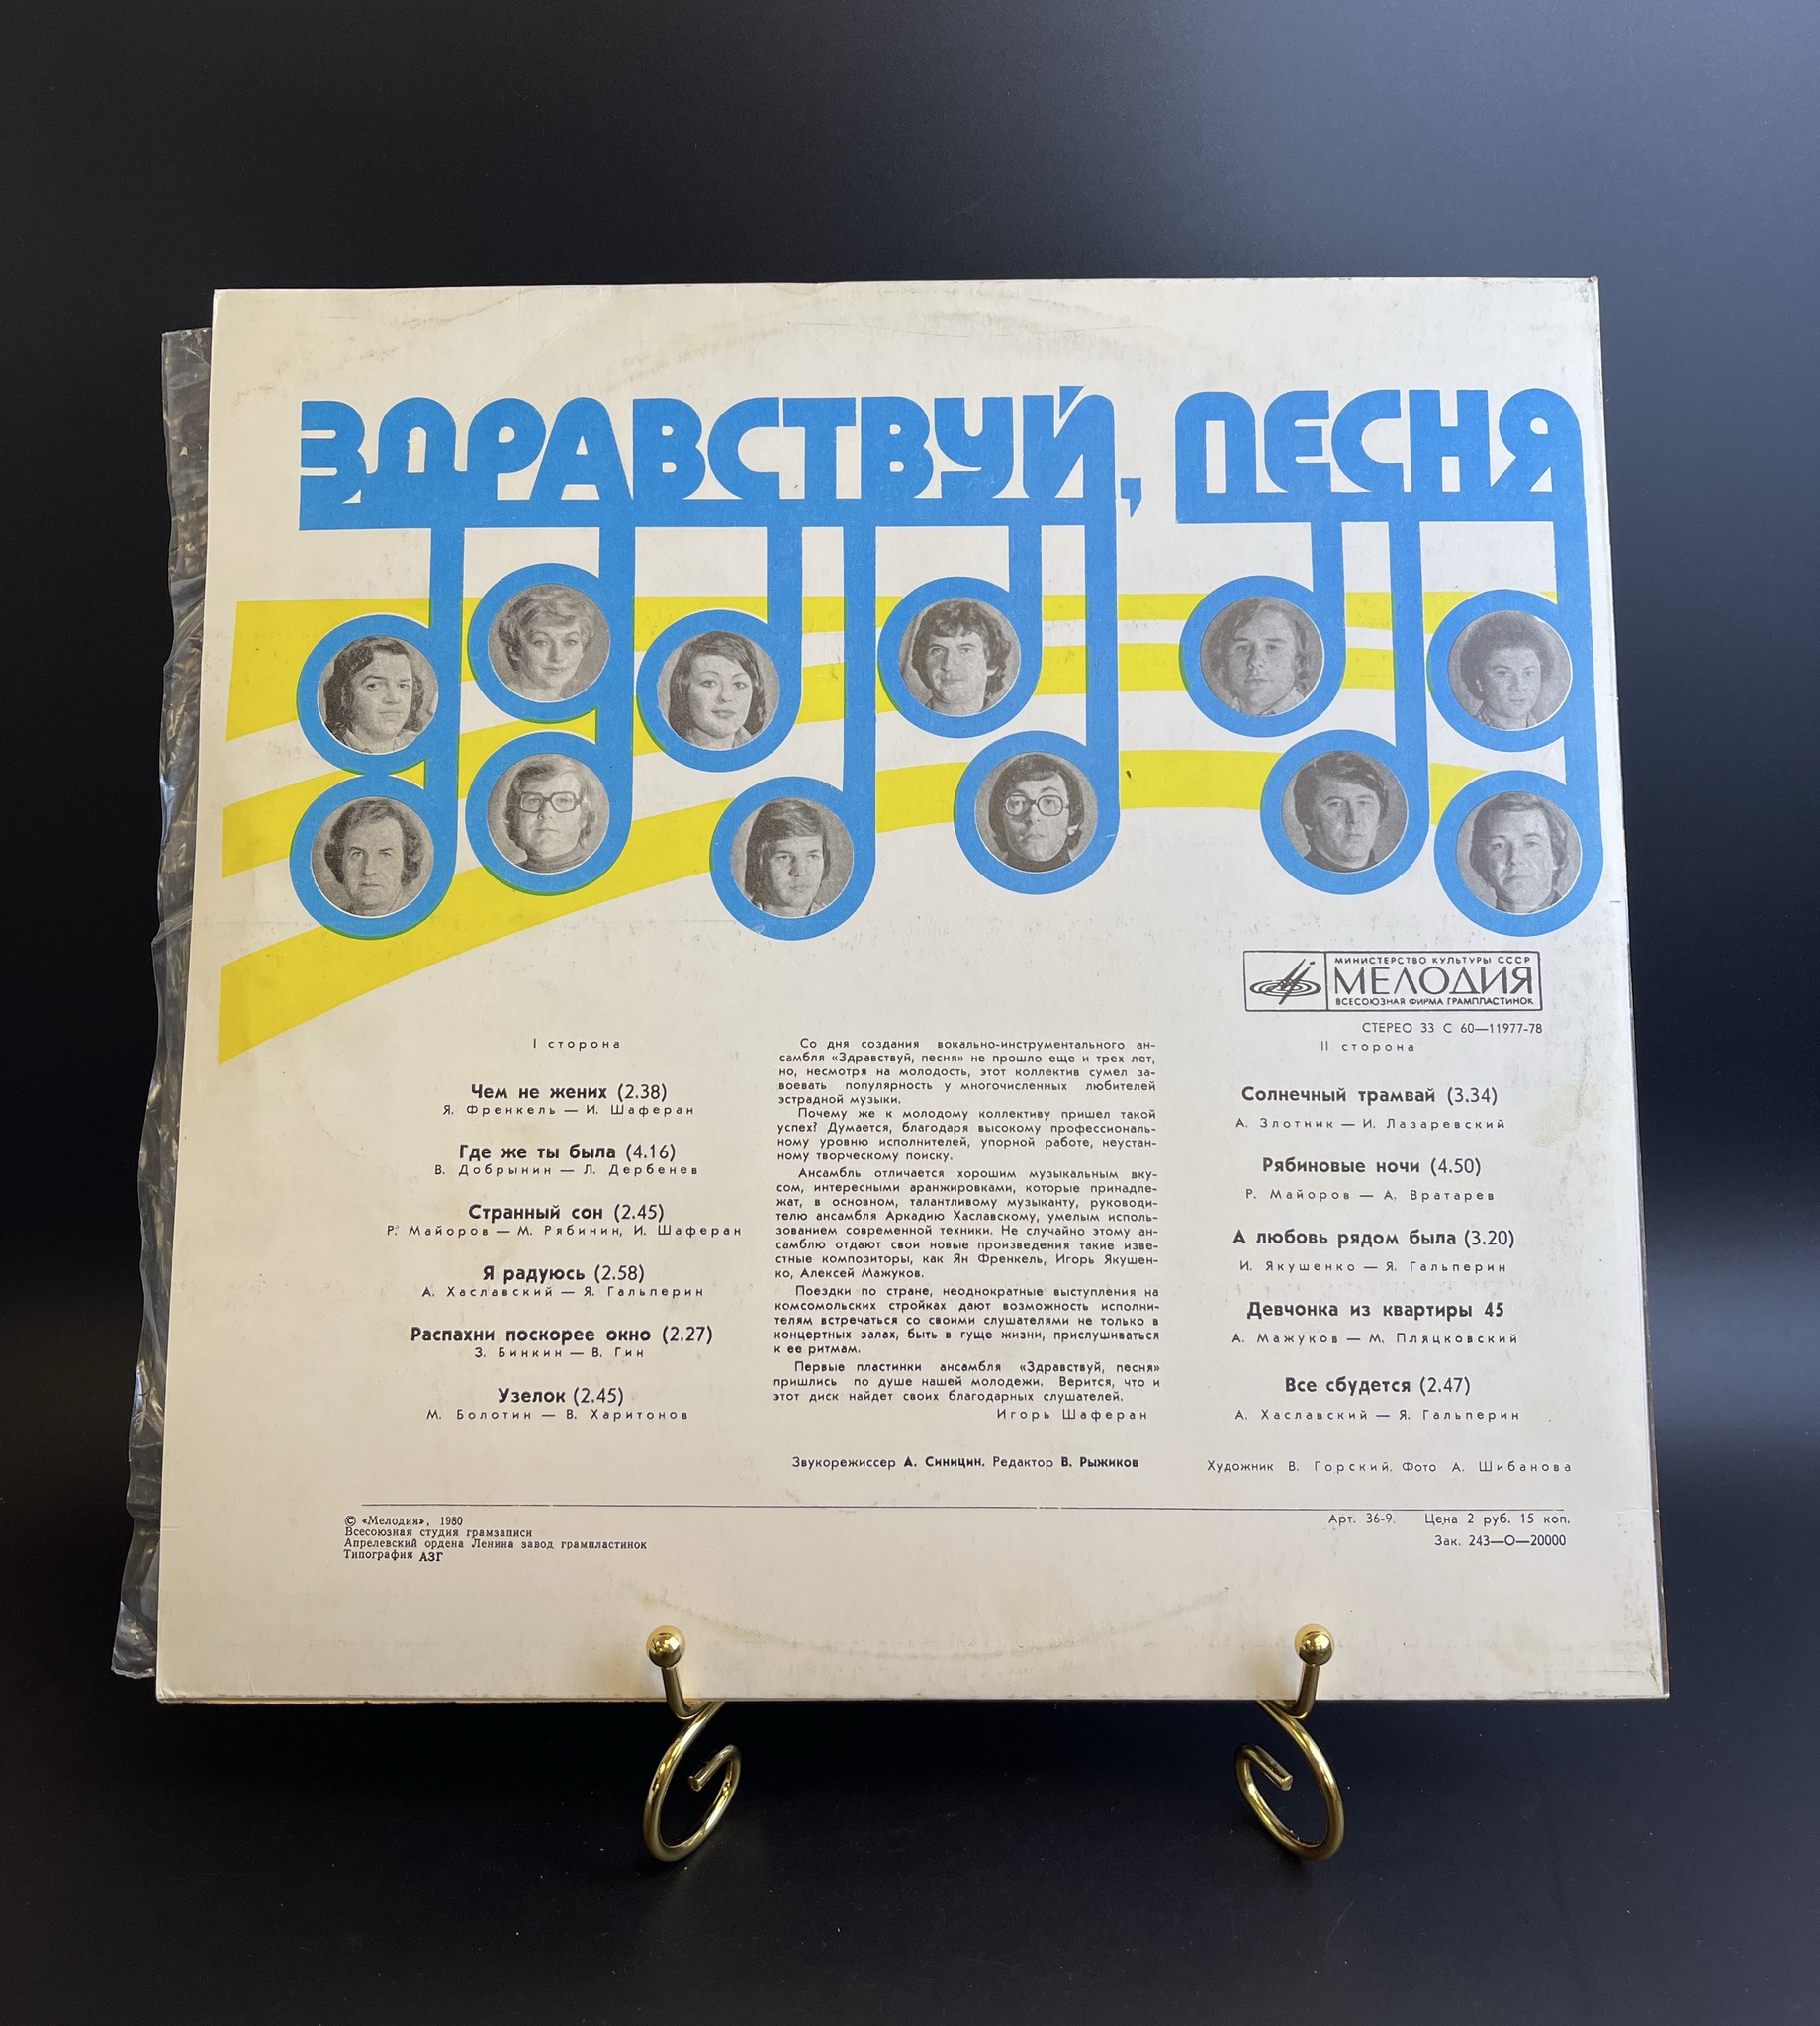 ЗДРАВСТВУЙ, ПЕСНЯ
МИНИСТЕРСТВО КУЛЬТУРЫ СССР
МЕЛОДИЯ
ВСЕСОЮЗНАЯ ФИРМА ГРАМПЛАСТИНОК
СТЕРЕО 33 С 60—11977-78
I сторона
Чем не жених (2.38)
Я. Френкель — И. Шаферан
Где же ты была (4.16)
В. Добрынин — Л. Дербенев
Странный сон (2.45)
Р. Майоров — М. Рябинин, И. Шаферан
Я радуюсь (2.58)
А. Хаславский — Я. Гальперин
Распахни поскорее окно (2.27)
З. Бинкин — В. Гин
Узелок (2.45)
М. Болотин — В. Харитонов
Со дня создания вокально-инструментального ан-
самбля «Здравствуй, песня» не прошло еще и трех лет,
но, несмотря на молодость, этот коллектив сумел за-
воевать популярность у многочисленных любителей
эстрадной музыки.
Почему же к молодому коллективу пришел такой
успех? Думается, благодаря высокому профессиональ-
ному уровню исполнителей, упорной работе, неустан-
ному творческому поиску.
Ансамбль отличается хорошим музыкальным вку-
сом, интересными аранжировками, которые принадле-
жат, в основном, талантливому музыканту, руководи-
телю ансамбля Аркадию Хаславскому, умелым исполь-
зованием современной техники. Не случайно этому ан-
самблю отдают свои новые произведения такие изве-
стные композиторы, как Ян Френкель, Игорь Якушен-
ко, Алексей Мажуков.
Поездки по стране, неоднократные выступления на
комсомольских стройках дают возможность исполни-
телям встречаться со своими слушателями не только в
концертных залах, быть в гуще жизни, прислушиваться
к ее ритмам.
Первые пластинки ансамбля «Здравствуй, песня»
пришлись по душе нашей молодежи. Верится, что и
этот диск найдет своих благодарных слушателей.
Игорь Шаферан
Звукорежиссер А. Синицин. Редактор В. Рыжиков
II сторона
Солнечный трамвай (3.34)
А. Злотник — И. Лазаревский
Рябиновые ночи (4.50)
Р. Майоров — А. Вратарев
А любовь рядом была (3.20)
И. Якушенко — Я. Гальперин
Девчонка из квартиры 45
А. Мажуков — М. Пляцковский
Все сбудется (2.47)
А. Хаславский — Я. Гальперин
Художник В. Горский. Фото А. Шибанова
© «Мелодия», 1980
Всесоюзная студия грамзаписи
Апрелевский ордена Ленина завод грампластинок
Типография АЗГ
Арт. 36-9. Цена 2 руб. 15 коп.
Зак. 243—О—20000